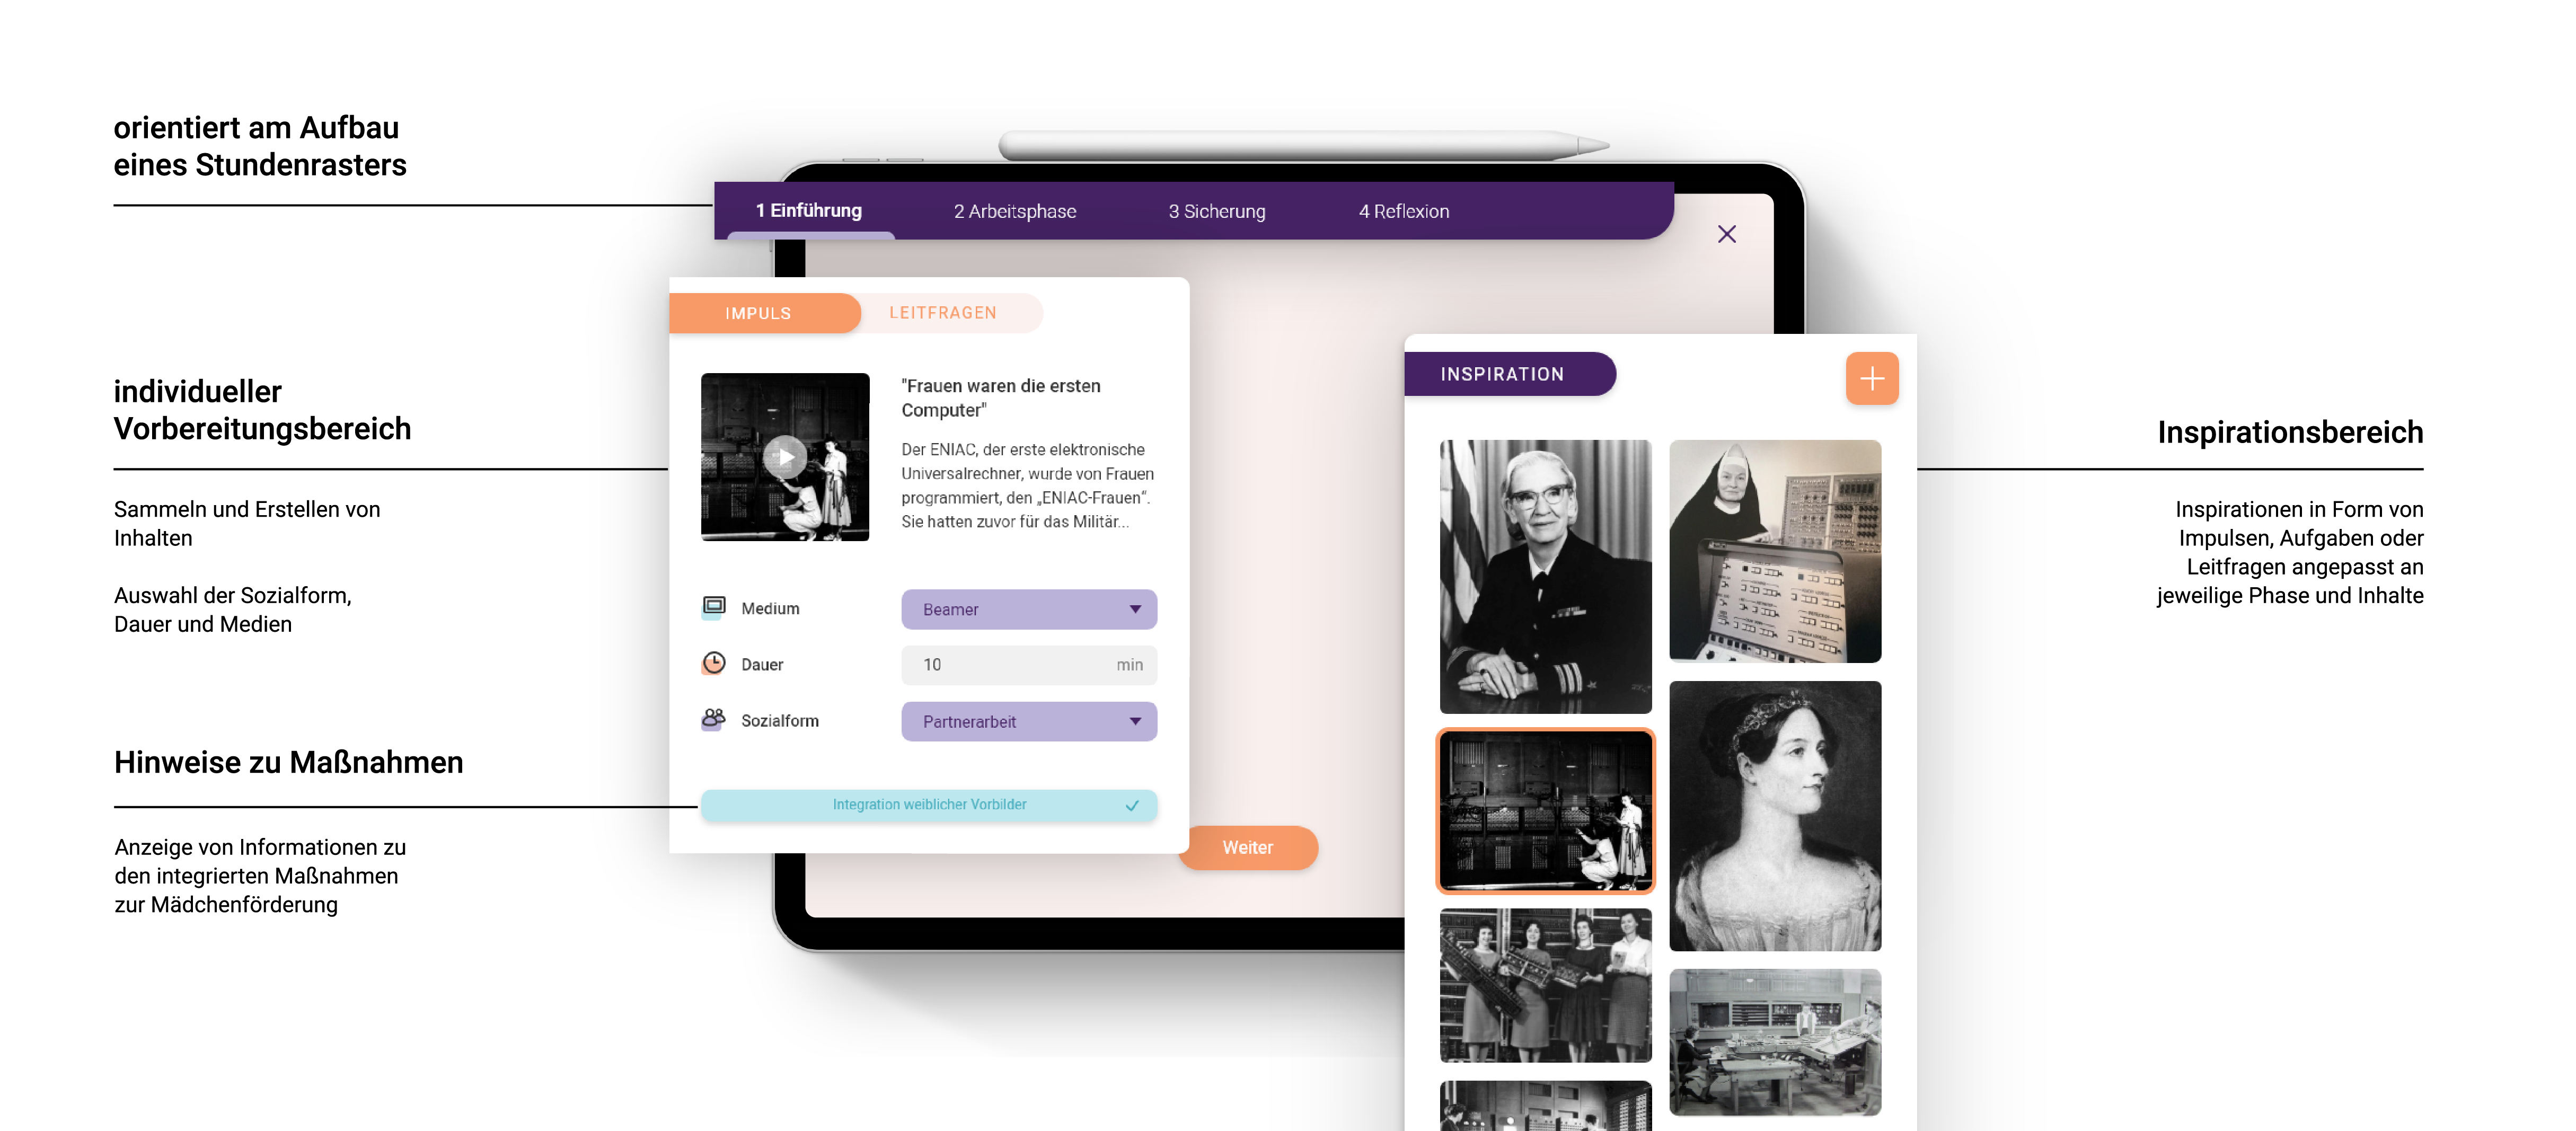 orientiert am Aufbau
eines Stundenrasters
1 Einführung
2 Arbeitsphase
3 Sicherung
4 Reflexion
individueller
Vorbereitungsbereich
Sammeln und Erstellen von
Inhalten
Auswahl der Sozialform,
Dauer und Medien
Hinweise zu Maßnahmen
Anzeige von Informationen zu
den integrierten Maßnahmen
zur Mädchenförderung
IMPULS
LEITFRAGEN
"Frauen waren die ersten
Computer"
Der ENIAC, der erste elektronische
Universalrechner, wurde von Frauen
programmiert, den „ENIAC-Frauen“.
Sie hatten zuvor für das Militär...
Medium
Beamer
Dauer
10 min
Sozialform
Partnerarbeit
Integration weiblicher Vorbilder
Weiter
INSPIRATION
Inspirationsbereich
Inspirationen in Form von
Impulsen, Aufgaben oder
Leitfragen angepasst an
jeweilige Phase und Inhalte